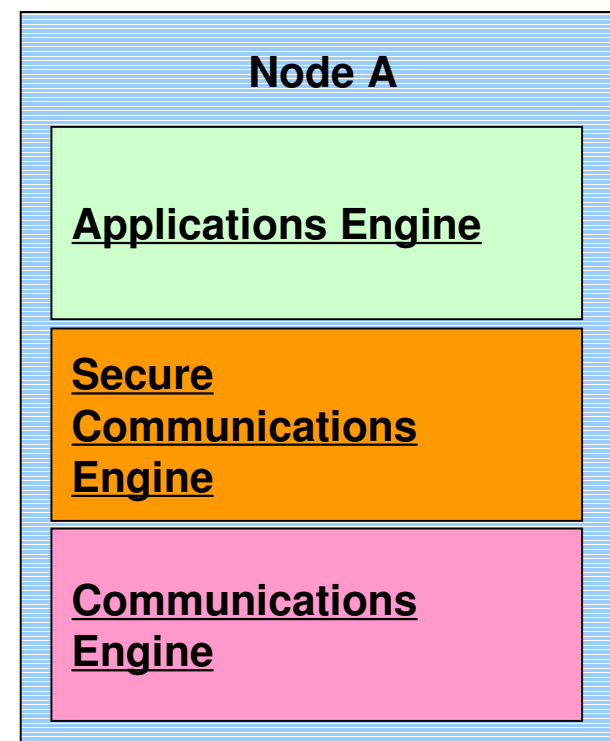 Node A
Applications Engine
Secure
Communications
Engine
Communications
Engine